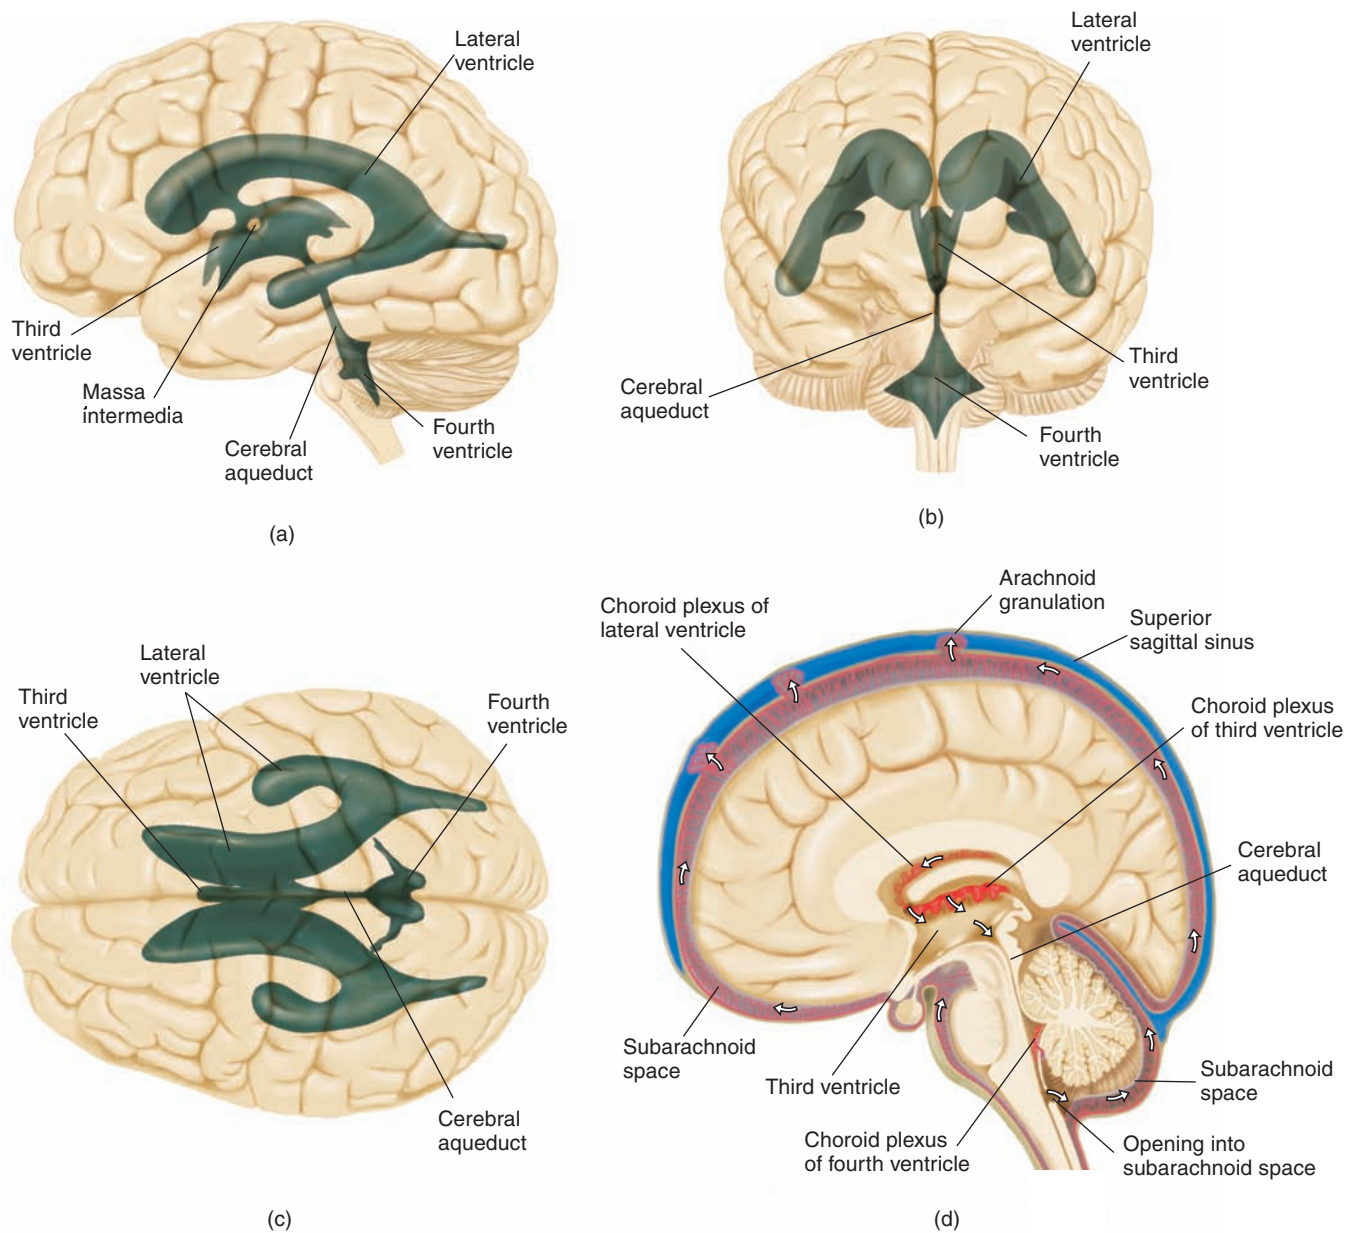 Lateral
ventricle
Third
ventricle
Massa
intermedia
Cerebral
aqueduct
Fourth
ventricle
(a)
Lateral
ventricle
Cerebral
aqueduct
Third
ventricle
Fourth
ventricle
(b)
Lateral
ventricle
Third
ventricle
Fourth
ventricle
Cerebral
aqueduct
(c)
Arachnoid
granulation
Choroid plexus of
lateral ventricle
Superior
sagittal sinus
Choroid plexus
of third ventricle
Cerebral
aqueduct
Subarachnoid
space
Third ventricle
Subarachnoid
space
Choroid plexus
of fourth ventricle
Opening into
subarachnoid space
(d)